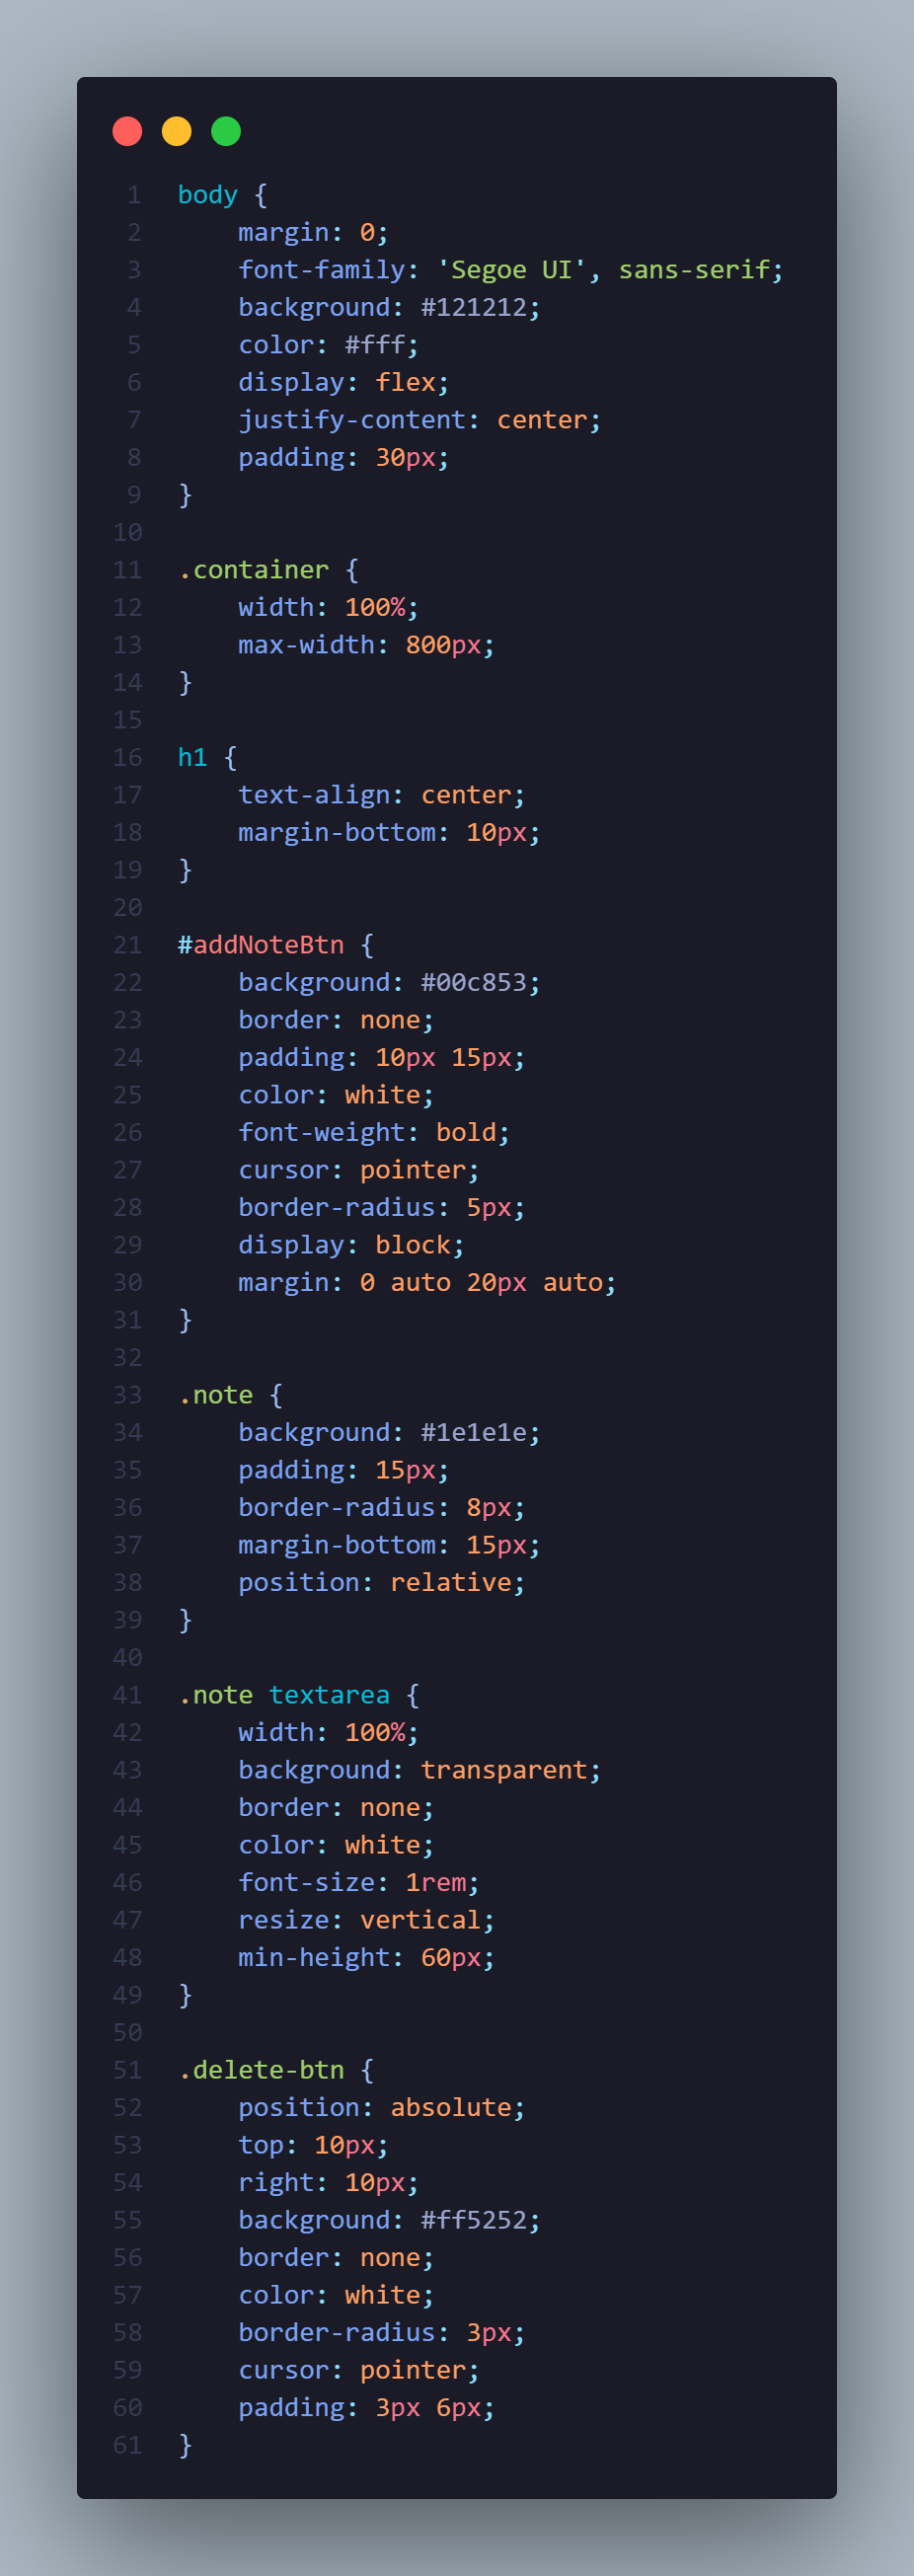 1 body {
2     margin: 0;
3     font-family: 'Segoe UI', sans-serif;
4     background: #121212;
5     color: #fff;
6     display: flex;
7     justify-content: center;
8     padding: 30px;
9 }
10
11 .container {
12     width: 100%;
13     max-width: 800px;
14 }
15
16 h1 {
17     text-align: center;
18     margin-bottom: 10px;
19 }
20
21 #addNoteBtn {
22     background: #00c853;
23     border: none;
24     padding: 10px 15px;
25     color: white;
26     font-weight: bold;
27     cursor: pointer;
28     border-radius: 5px;
29     display: block;
30     margin: 0 auto 20px auto;
31 }
32
33 .note {
34     background: #1e1e1e;
35     padding: 15px;
36     border-radius: 8px;
37     margin-bottom: 15px;
38     position: relative;
39 }
40
41 .note textarea {
42     width: 100%;
43     background: transparent;
44     border: none;
45     color: white;
46     font-size: 1rem;
47     resize: vertical;
48     min-height: 60px;
49 }
50
51 .delete-btn {
52     position: absolute;
53     top: 10px;
54     right: 10px;
55     background: #ff5252;
56     border: none;
57     color: white;
58     border-radius: 3px;
59     cursor: pointer;
60     padding: 3px 6px;
61 }